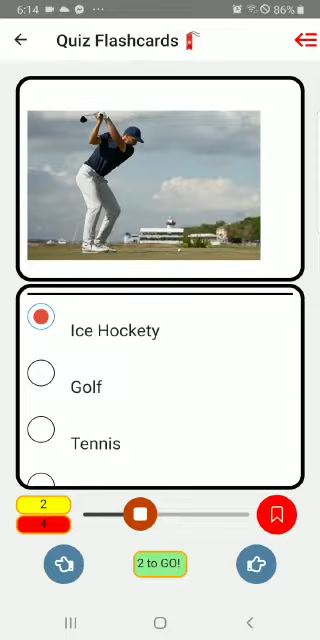 6:14 ... 86%
Quiz Flashcards
Ice Hockety
Golf
Tennis
2
4
2 to GO!